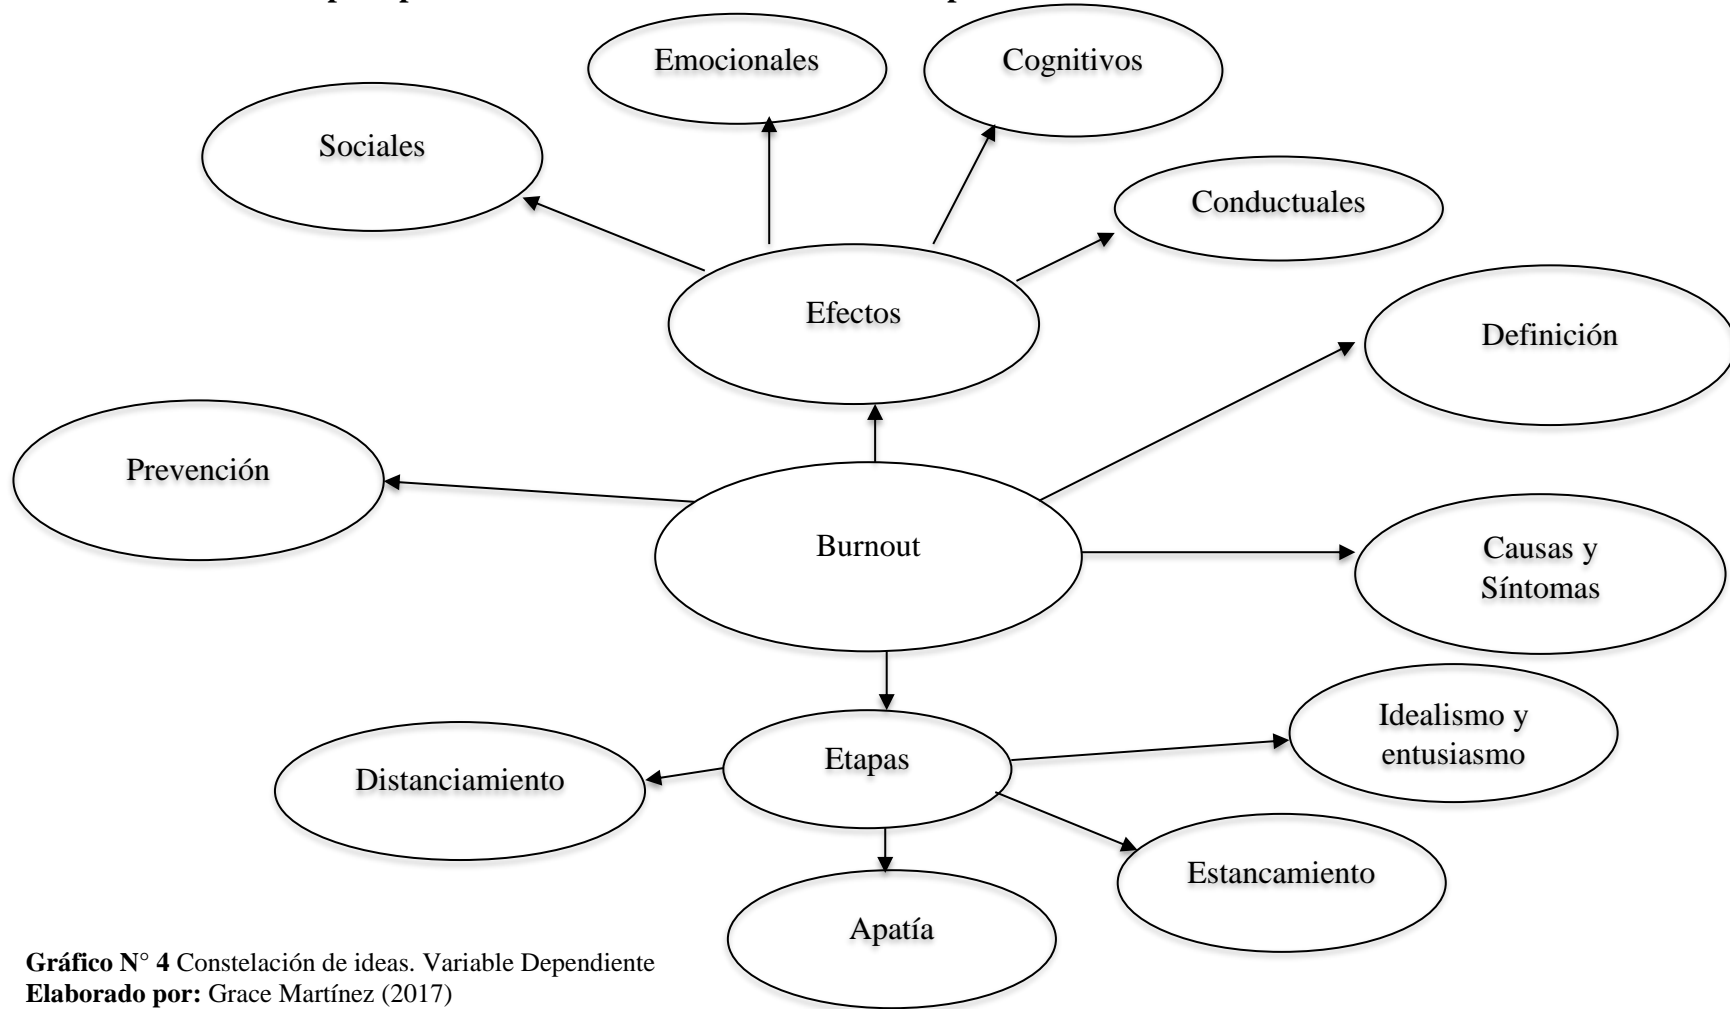 Emocionales
Cognitivos
Sociales
Conductuales
Efectos
Definición
Prevención
Burnout
Causas y
Síntomas
Idealismo y
entusiasmo
Etapas
Distanciamiento
Estancamiento
Apatía
Gráfico N° 4 Constelación de ideas. Variable Dependiente
Elaborado por: Grace Martínez (2017)